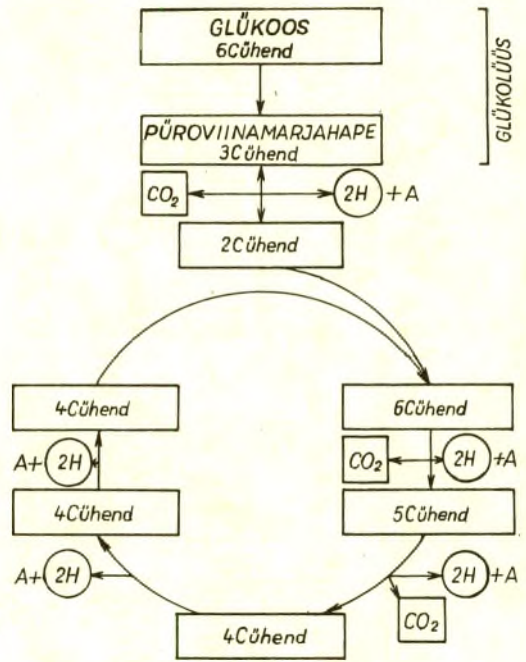 GLÜKOOS
6Cühend
GLÜKOLÜÜS
PÜROVIINAMARJAHAPE
3Cühend
CO₂
2H +A
2Cühend
4Cühend
6Cühend
A+ 2H
CO₂
2H +A
4Cühend
5Cühend
A+ 2H
2H +A
CO₂
4Cühend